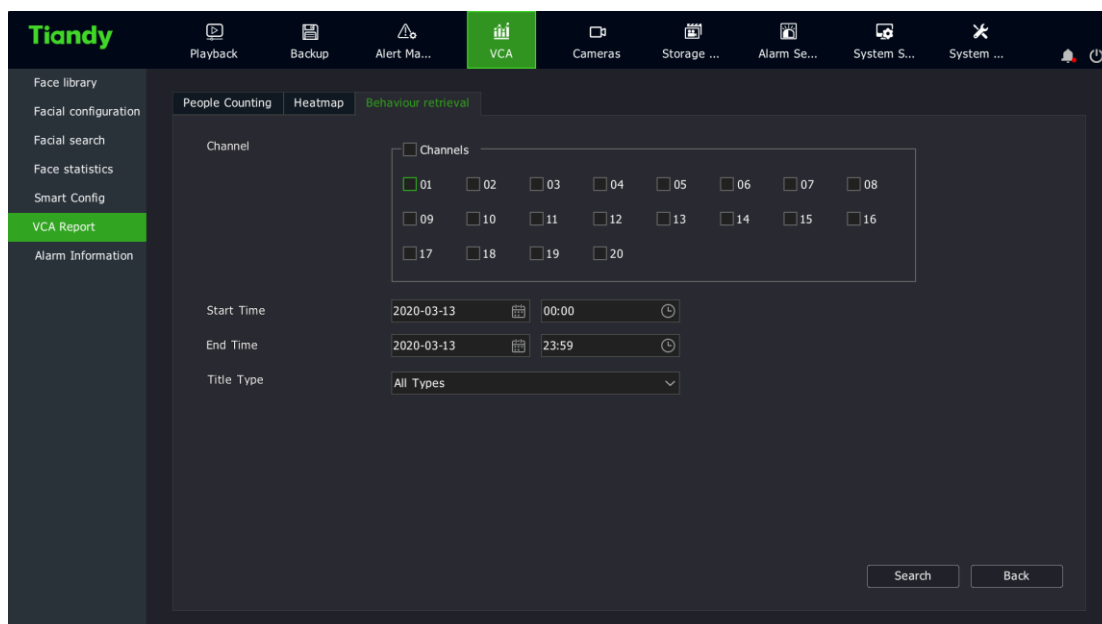 Tiandy
Playback
Backup
Alert Ma...
VCA
Cameras
Storage ...
Alarm Se...
System S...
System ...
Face library
Facial configuration
Facial search
Face statistics
Smart Config
VCA Report
Alarm Information
People Counting Heatmap Behaviour retrieval
Channel
Channels
01 02 03 04 05 06 07 08
09 10 11 12 13 14 15 16
17 18 19 20
Start Time 2020-03-13 00:00
End Time 2020-03-13 23:59
Title Type All Types
Search Back